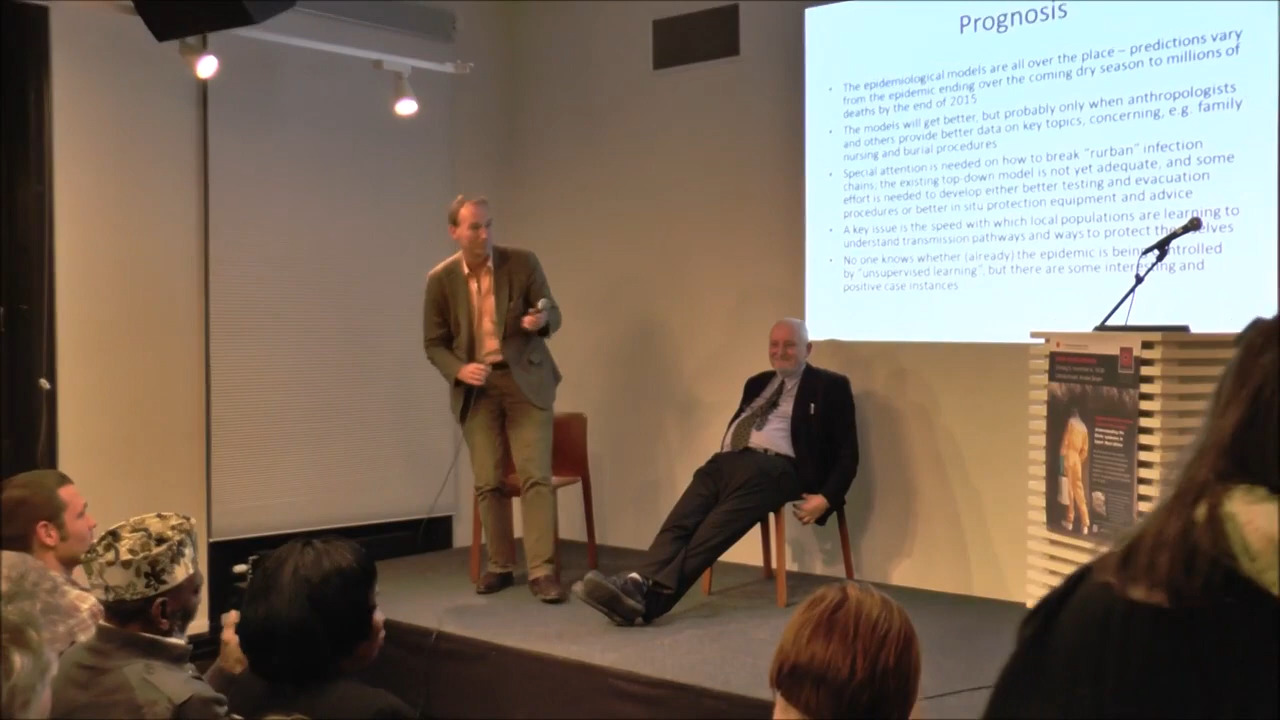 Prognosis
• The epidemiological models are all over the place – predictions vary
from the epidemic ending over the coming dry season to millions of
deaths by the end of 2015
• The models will get better, but probably only when anthropologists
and others provide better data on key topics, concerning, e.g. family
nursing and burial procedures
• Special attention is needed on how to break "rurban" infection
chains; the existing top-down model is not yet adequate, and some
effort is needed to develop either better testing and evacuation
procedures or better in situ protection equipment and advice
• A key issue is the speed with which local populations are learning to
understand transmission pathways and ways to protect themselves
• No one knows whether (already) the epidemic is being controlled
by "unsupervised learning", but there are some interesting and
positive case instances